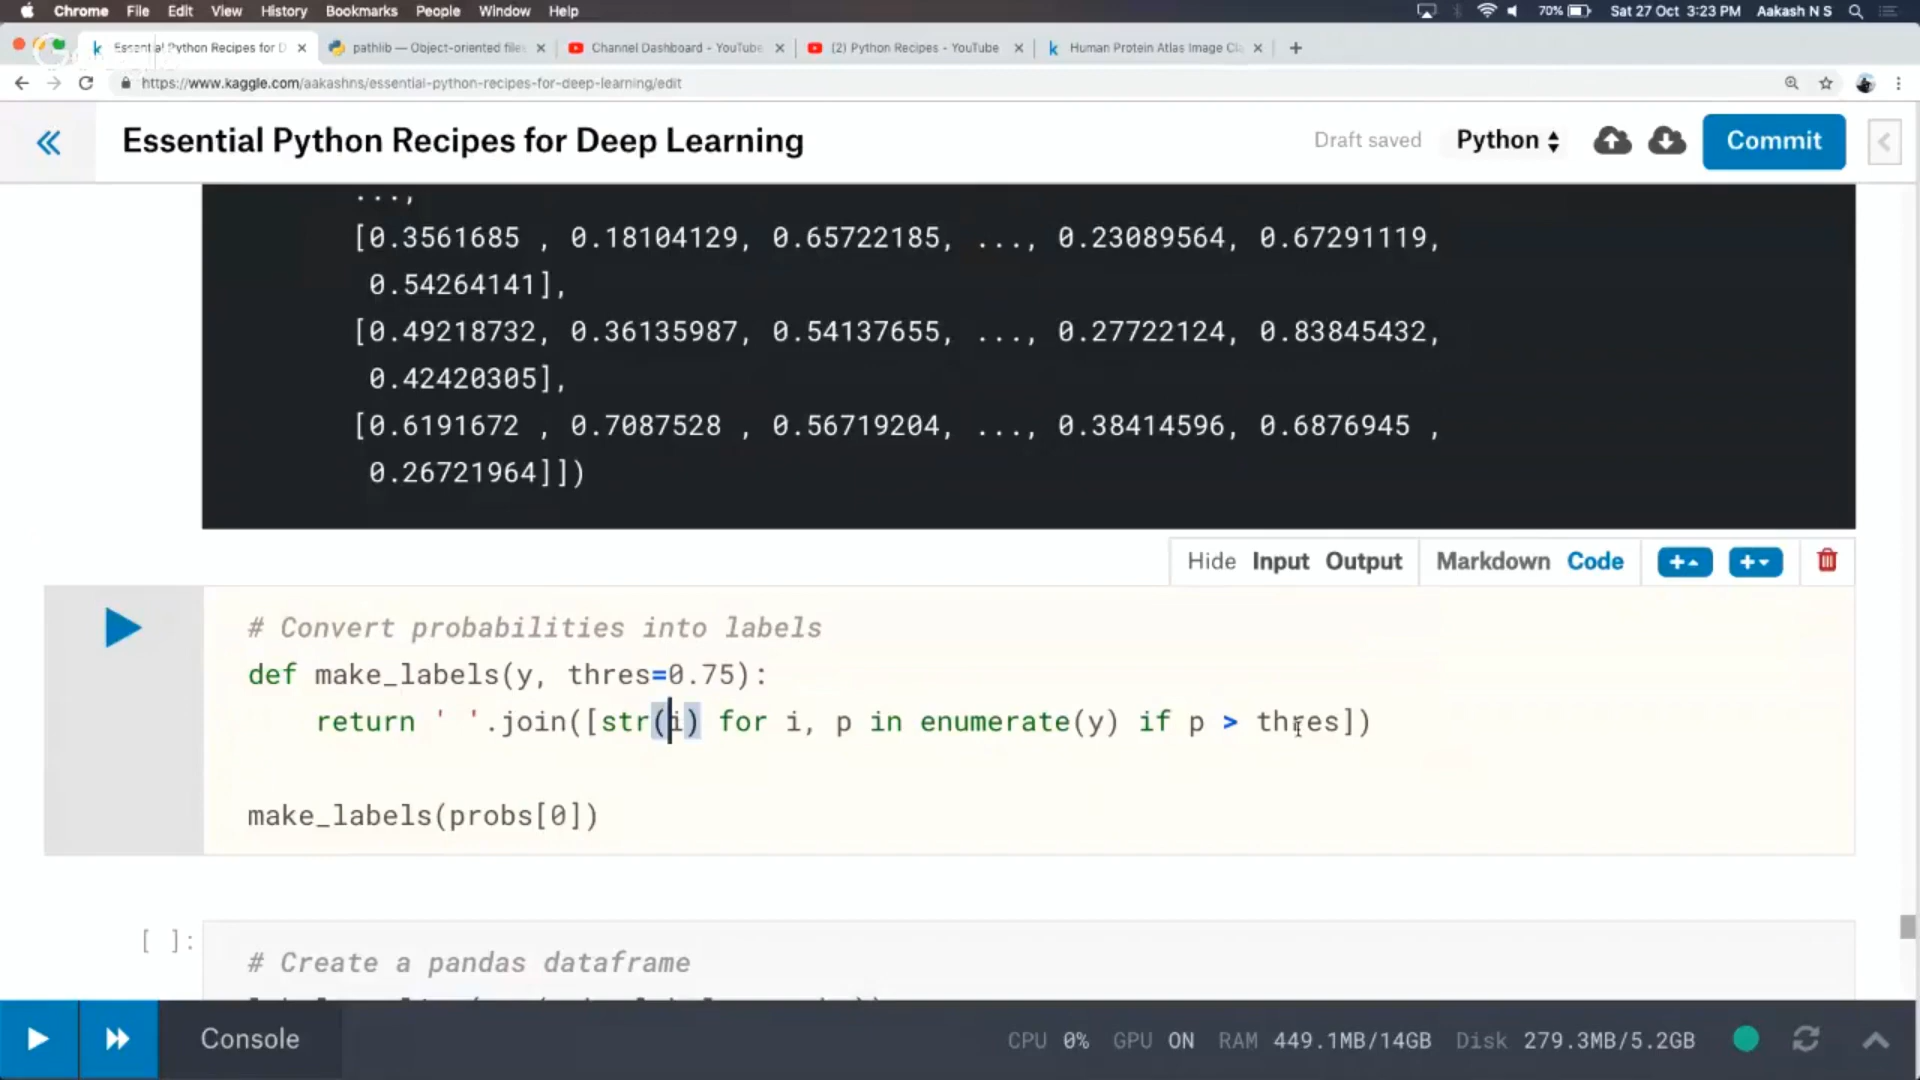 Chrome File Edit View History Bookmarks People Window Help 70% Sat 27 Oct 3:23 PM Aakash N S
Essential Python Recipes for D pathlib — Object-oriented files Channel Dashboard - YouTube (2) Python Recipes - YouTube Human Protein Atlas Image Cl
https://www.kaggle.com/aakashns/essential-python-recipes-for-deep-learning/edit
Essential Python Recipes for Deep Learning Draft saved Python Commit
...,
[0.3561685 , 0.18104129, 0.65722185, ..., 0.23089564, 0.67291119,
0.54264141],
[0.49218732, 0.36135987, 0.54137655, ..., 0.27722124, 0.83845432,
0.42420305],
[0.6191672 , 0.7087528 , 0.56719204, ..., 0.38414596, 0.6876945 ,
0.26721964]])
Hide Input Output Markdown Code
# Convert probabilities into labels
def make_labels(y, thres=0.75):
return ' '.join([str(i) for i, p in enumerate(y) if p > thres])
make_labels(probs[0])
[ ]:
# Create a pandas dataframe
Console CPU 0% GPU ON RAM 449.1MB/14GB Disk 279.3MB/5.2GB